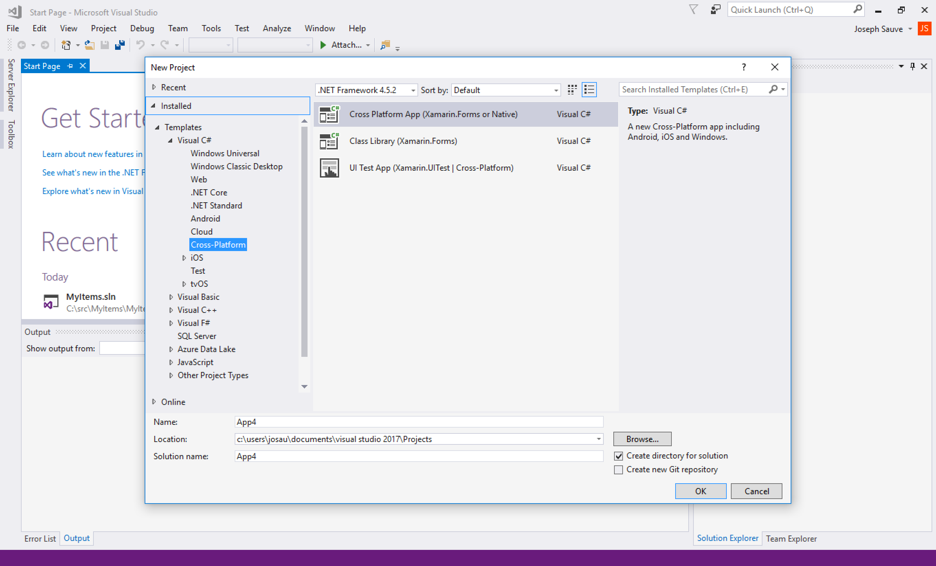 Start Page - Microsoft Visual Studio
Quick Launch (Ctrl+Q)
File Edit View Project Debug Team Tools Test Analyze Window Help
Joseph Sauve JS
Attach...
Server Explorer
Toolbox
Start Page
Get Starte
Learn about new features in
See what's new in the .NET F
Explore what's new in Visual
Recent
Today
MyItems.sln
C:\src\MyItems\MyIte
Output
Show output from:
Error List Output
Solution Explorer Team Explorer
New Project ?
Recent
Installed
Templates
Visual C#
Windows Universal
Windows Classic Desktop
Web
.NET Core
.NET Standard
Android
Cloud
Cross-Platform
iOS
Test
tvOS
Visual Basic
Visual C++
Visual F#
SQL Server
Azure Data Lake
JavaScript
Other Project Types
Online
.NET Framework 4.5.2 Sort by: Default
Search Installed Templates (Ctrl+E)
Cross Platform App (Xamarin.Forms or Native) Visual C#
Class Library (Xamarin.Forms) Visual C#
UI Test App (Xamarin.UITest | Cross-Platform) Visual C#
Type: Visual C#
A new Cross-Platform app including
Android, iOS and Windows.
Name: App4
Location: c:\users\josau\documents\visual studio 2017\Projects
Browse...
Solution name: App4
Create directory for solution
Create new Git repository
OK Cancel